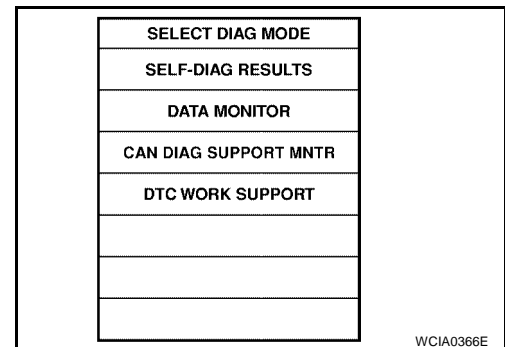 SELECT DIAG MODE
SELF-DIAG RESULTS
DATA MONITOR
CAN DIAG SUPPORT MNTR
DTC WORK SUPPORT
WCIA0366E